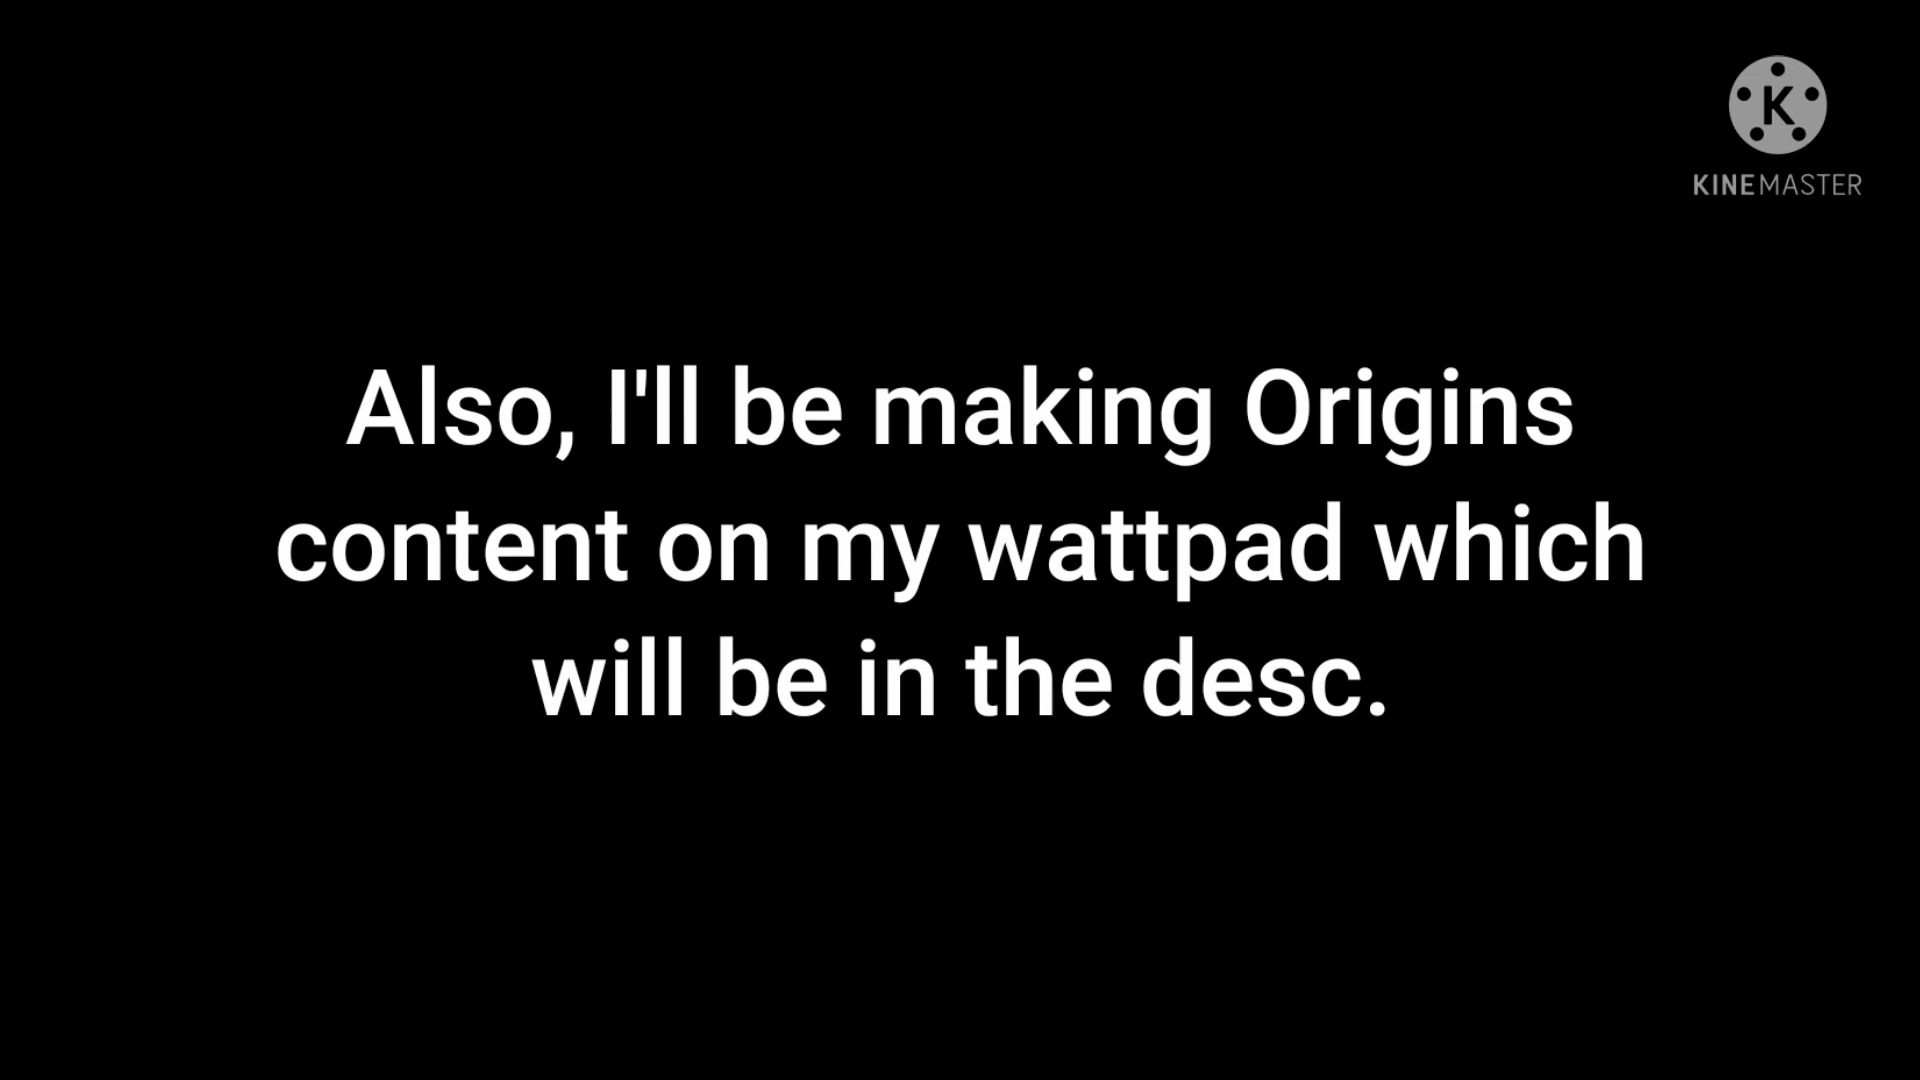 K
KINEMASTER
Also, I'll be making Origins
content on my wattpad which
will be in the desc.